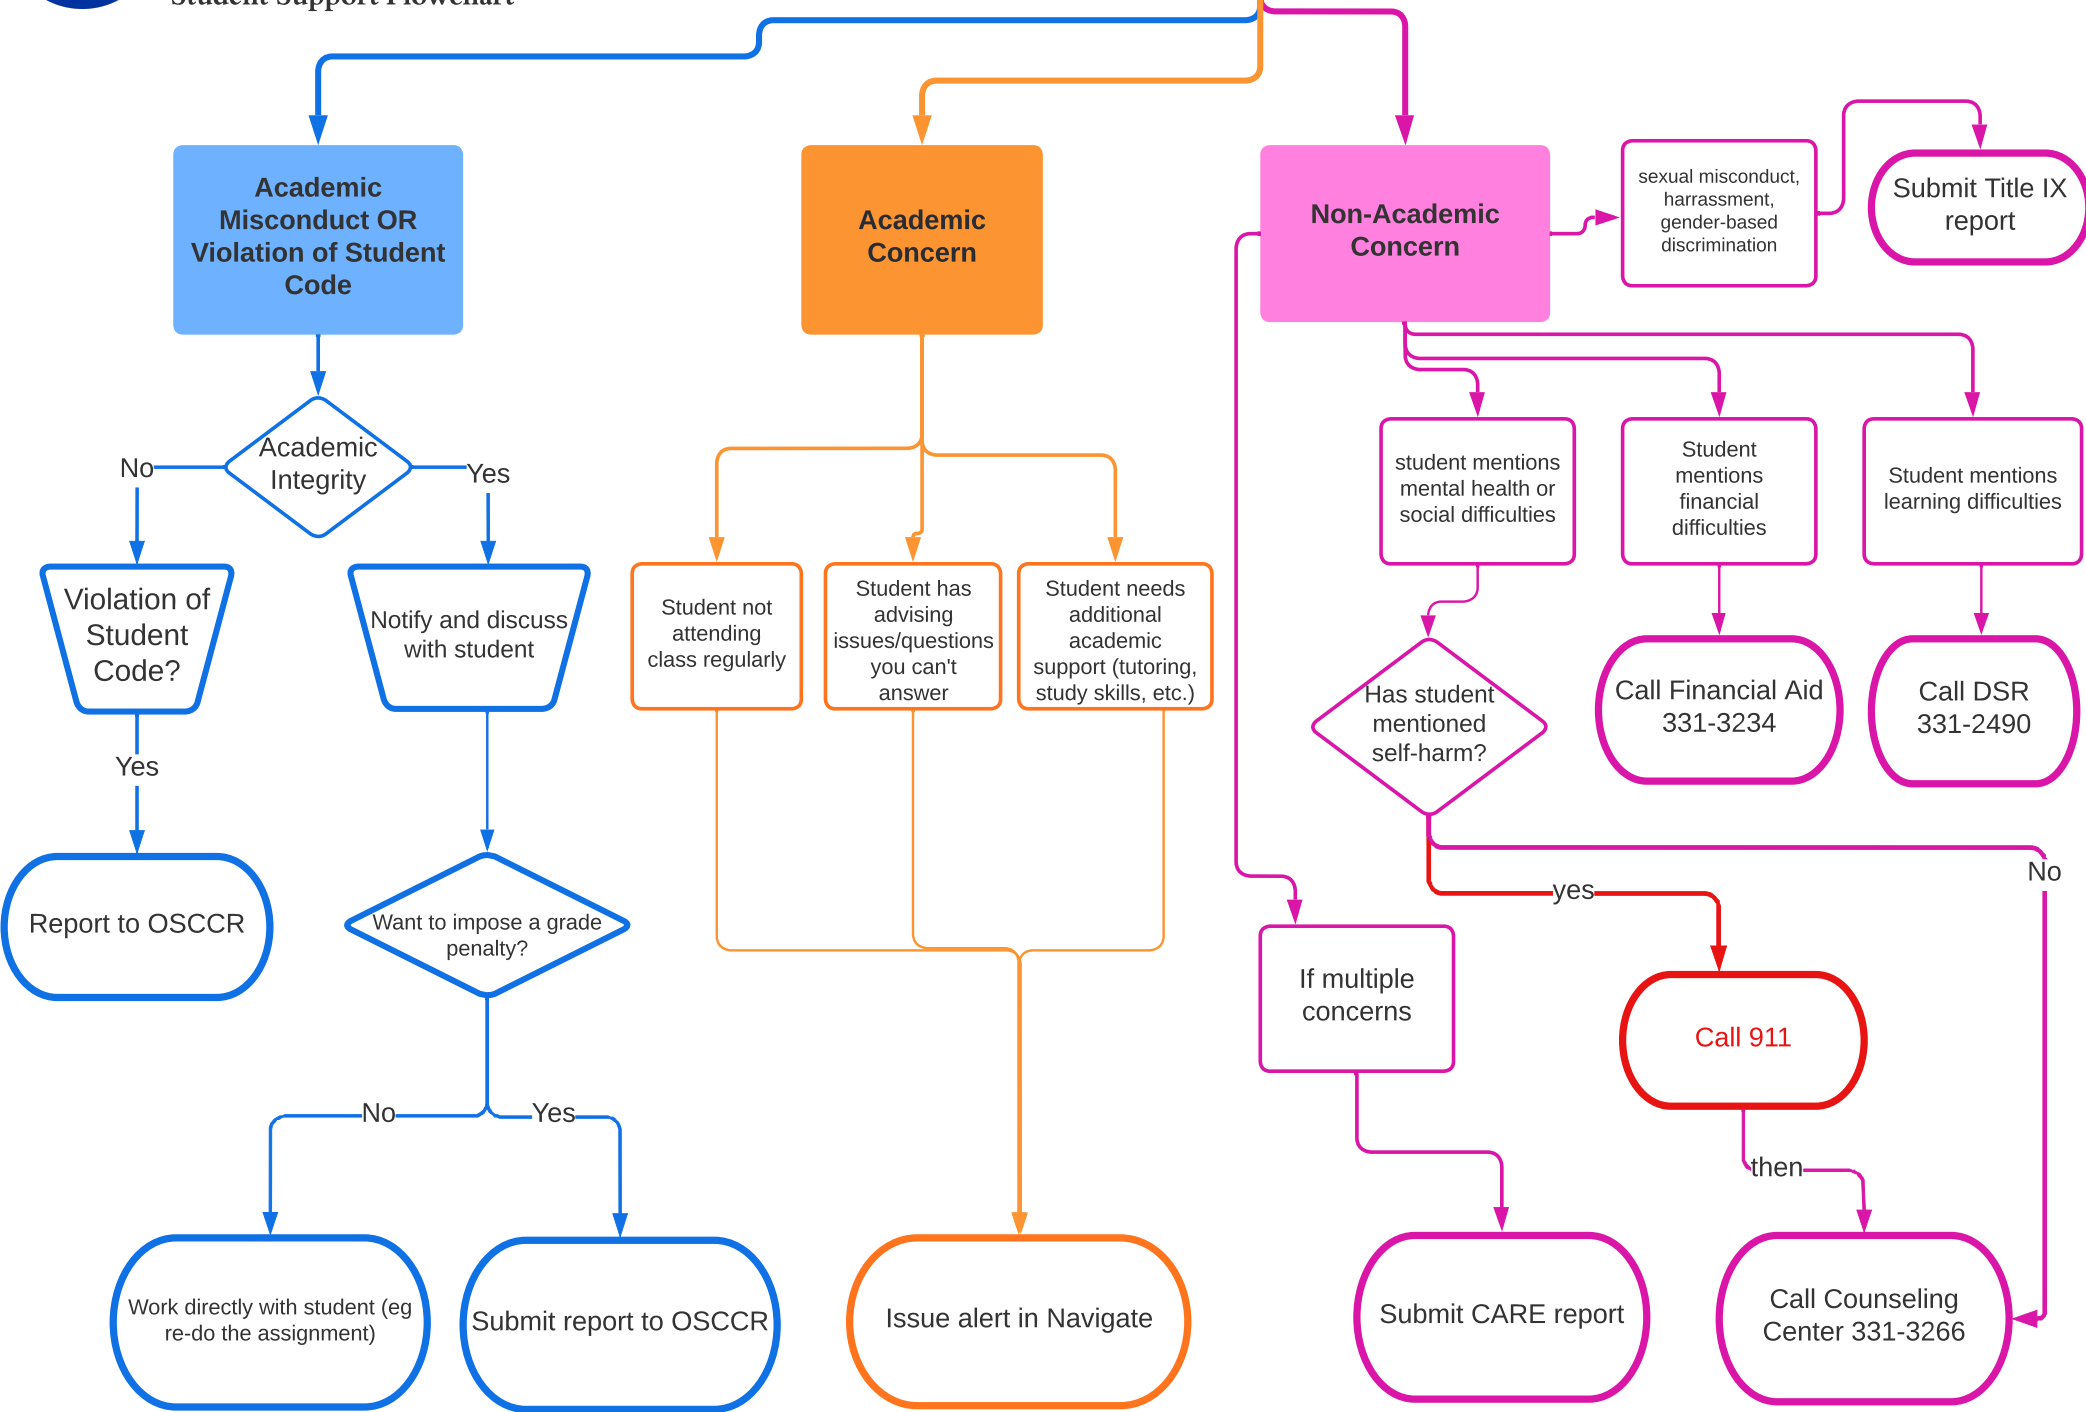 Student Support Flowchart
Academic
Misconduct OR
Violation of Student
Code
Academic
Concern
Non-Academic
Concern
sexual misconduct,
harrassment,
gender-based
discrimination
Submit Title IX
report
Academic
Integrity
No
Yes
student mentions
mental health or
social difficulties
Student
mentions
financial
difficulties
Student mentions
learning difficulties
Violation of
Student
Code?
Notify and discuss
with student
Student not
attending
class regularly
Student has
advising
issues/questions
you can't
answer
Student needs
additional
academic
support (tutoring,
study skills, etc.)
Has student
mentioned
self-harm?
Call Financial Aid
331-3234
Call DSR
331-2490
Yes
Report to OSCCR
Want to impose a grade
penalty?
yes
No
If multiple
concerns
Call 911
No
Yes
then
Work directly with student (eg
re-do the assignment)
Submit report to OSCCR
Issue alert in Navigate
Submit CARE report
Call Counseling
Center 331-3266